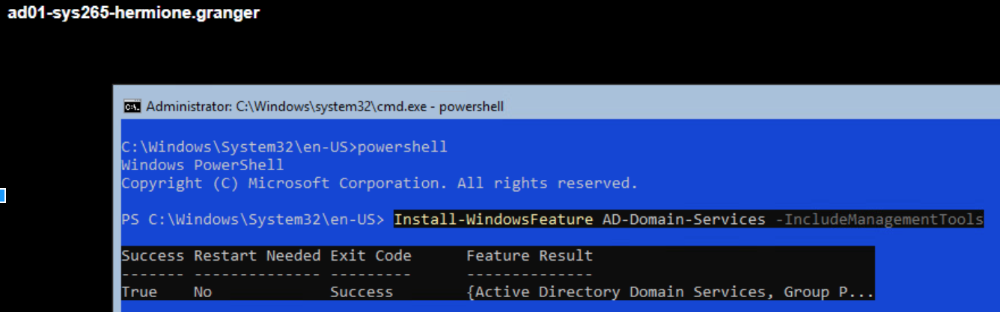 ad01-sys265-hermione.granger
Administrator: C:\Windows\system32\cmd.exe - powershell
C:\Windows\System32\en-US>powershell
Windows PowerShell
Copyright (C) Microsoft Corporation. All rights reserved.
PS C:\Windows\System32\en-US> Install-WindowsFeature AD-Domain-Services -IncludeManagementTools
Success Restart Needed Exit Code      Feature Result
------- -------------- ---------      --------------
True    No             Success        {Active Directory Domain Services, Group P...